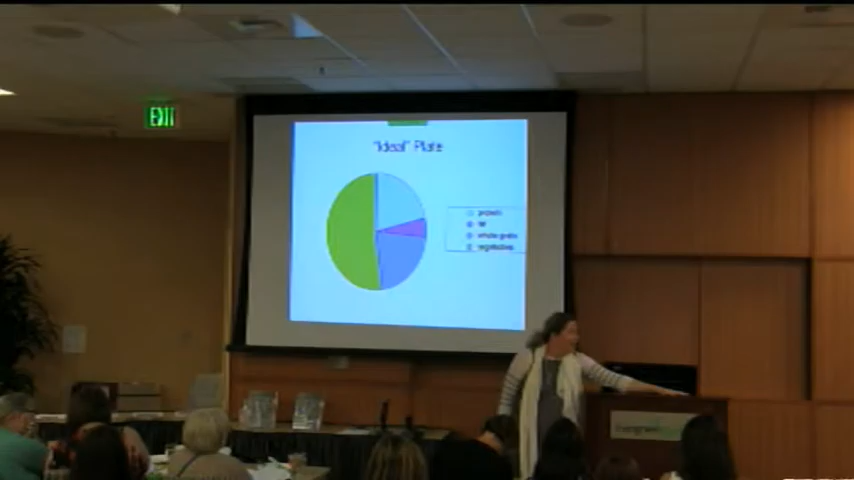 EXIT
"Ideal" Plate
protein
fat
whole grains
vegetables